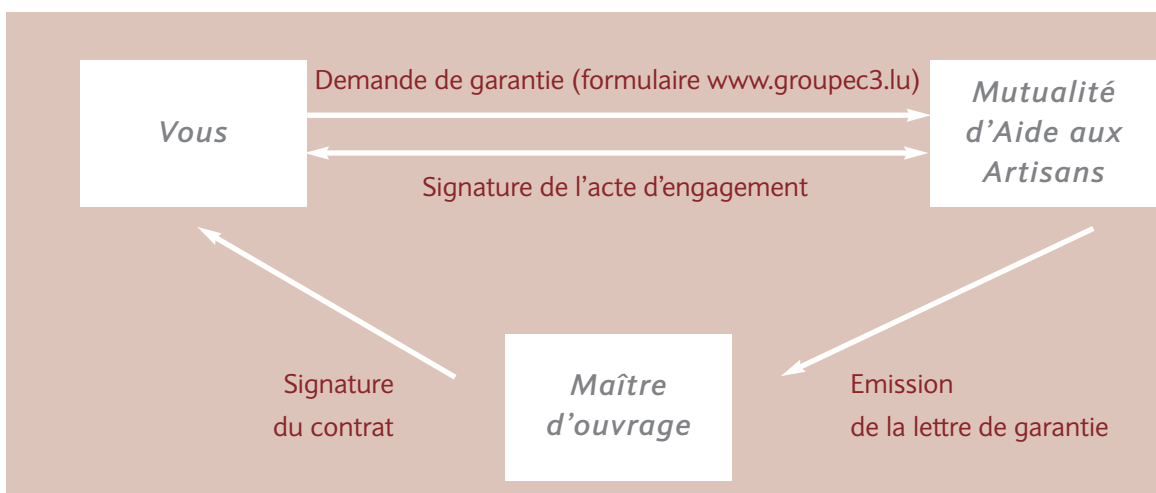 Demande de garantie (formulaire www.groupec3.lu)
Vous
Mutualité
d’Aide aux
Artisans
Signature de l’acte d’engagement
Signature
du contrat
Maître
d’ouvrage
Emission
de la lettre de garantie